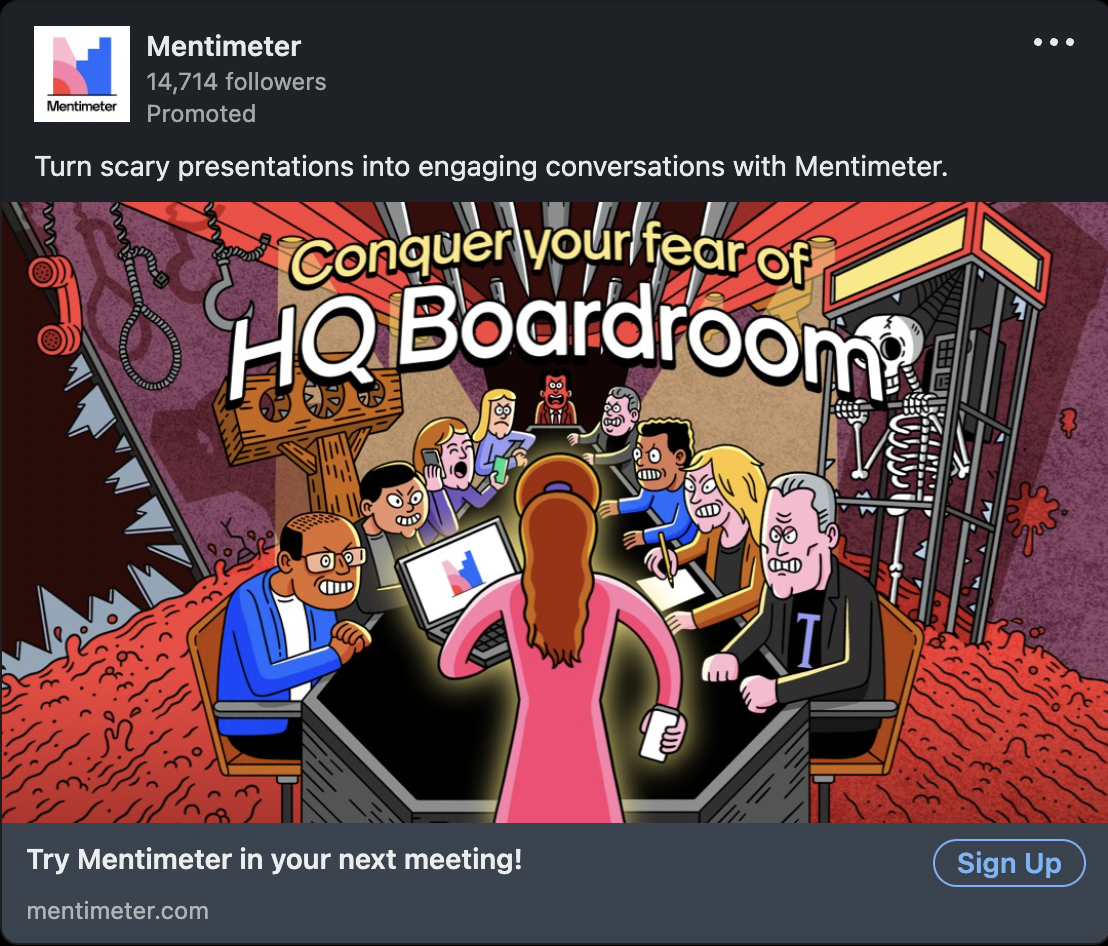 Mentimeter
14,714 followers
Promoted
Mentimeter
Turn scary presentations into engaging conversations with Mentimeter.
Conquer your fear of
HQ Boardroom
T
Try Mentimeter in your next meeting!
Sign Up
mentimeter.com